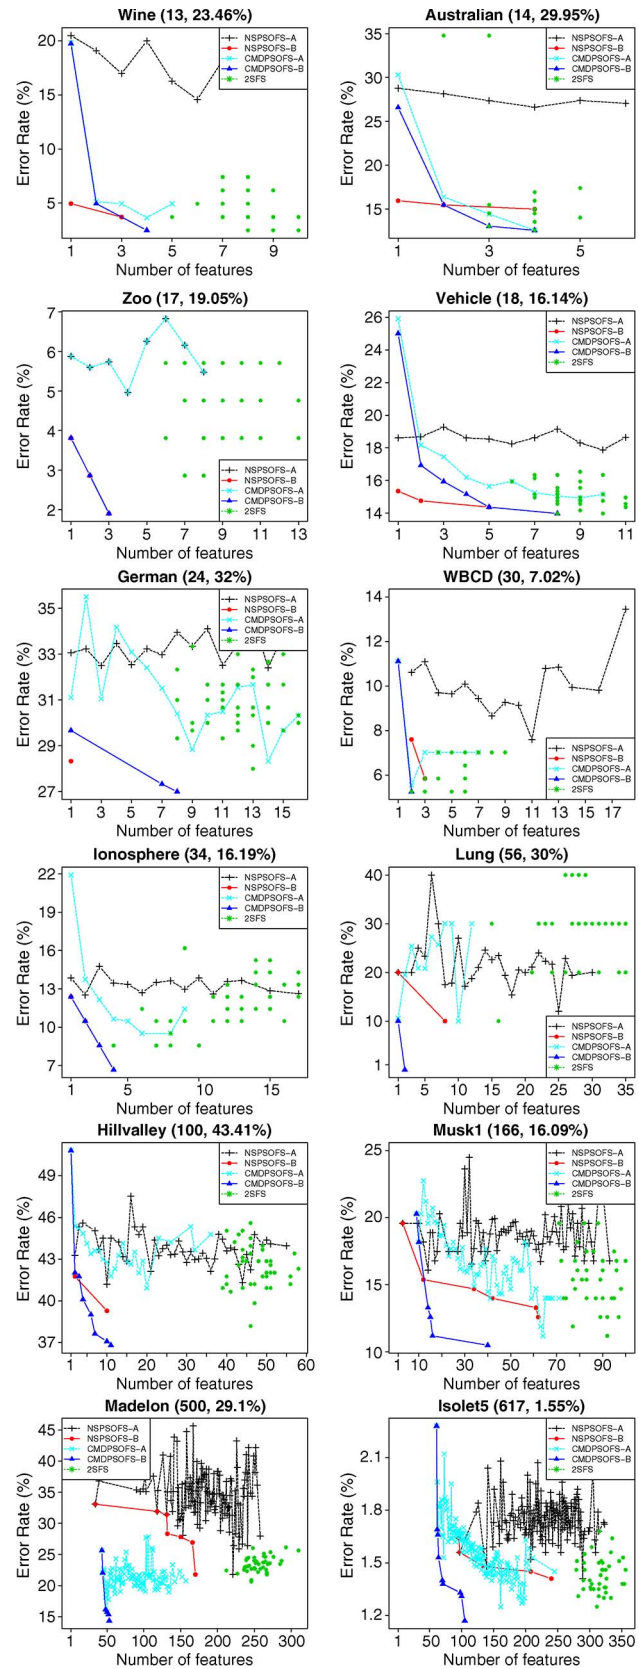 Wine (13, 23.46%)
Error Rate (%)
20
15
10
5
1 3 5 7 9
Number of features
NSPSOFS-A
NSPSOFS-B
CMDPSOFS-A
CMDPSOFS-B
2SFS
Australian (14, 29.95%)
Error Rate (%)
35
30
25
20
15
1 3 5
Number of features
NSPSOFS-A
NSPSOFS-B
CMDPSOFS-A
CMDPSOFS-B
2SFS
Zoo (17, 19.05%)
Error Rate (%)
7
6
5
4
3
2
1 3 5 7 9 11 13
Number of features
NSPSOFS-A
NSPSOFS-B
CMDPSOFS-A
CMDPSOFS-B
2SFS
Vehicle (18, 16.14%)
Error Rate (%)
26
24
22
20
18
16
14
1 3 5 7 9 11
Number of features
NSPSOFS-A
NSPSOFS-B
CMDPSOFS-A
CMDPSOFS-B
2SFS
German (24, 32%)
Error Rate (%)
35
33
31
29
27
1 3 5 7 9 11 13 15
Number of features
NSPSOFS-A
NSPSOFS-B
CMDPSOFS-A
CMDPSOFS-B
2SFS
WBCD (30, 7.02%)
Error Rate (%)
14
12
10
8
6
1 3 5 7 9 11 14 17
Number of features
NSPSOFS-A
NSPSOFS-B
CMDPSOFS-A
CMDPSOFS-B
2SFS
Ionosphere (34, 16.19%)
Error Rate (%)
22
19
16
13
10
7
1 5 10 15
Number of features
NSPSOFS-A
NSPSOFS-B
CMDPSOFS-A
CMDPSOFS-B
2SFS
Lung (56, 30%)
Error Rate (%)
40
30
20
10
1
1 5 10 15 20 25 30 35
Number of features
NSPSOFS-A
NSPSOFS-B
CMDPSOFS-A
CMDPSOFS-B
2SFS
Hillvalley (100, 43.41%)
Error Rate (%)
49
46
43
40
37
1 5 10 20 30 40 50 60
Number of features
NSPSOFS-A
NSPSOFS-B
CMDPSOFS-A
CMDPSOFS-B
2SFS
Musk1 (166, 16.09%)
Error Rate (%)
25
20
15
10
1 10 30 50 70 90
Number of features
NSPSOFS-A
NSPSOFS-B
CMDPSOFS-A
CMDPSOFS-B
2SFS
Madelon (500, 29.1%)
Error Rate (%)
45
40
35
30
25
20
15
1 50 100 150 200 250 300
Number of features
NSPSOFS-A
NSPSOFS-B
CMDPSOFS-A
CMDPSOFS-B
2SFS
Isolet5 (617, 1.55%)
Error Rate (%)
2.1
1.8
1.5
1.2
1 50 100 150 200 250 300 350
Number of features
NSPSOFS-A
NSPSOFS-B
CMDPSOFS-A
CMDPSOFS-B
2SFS